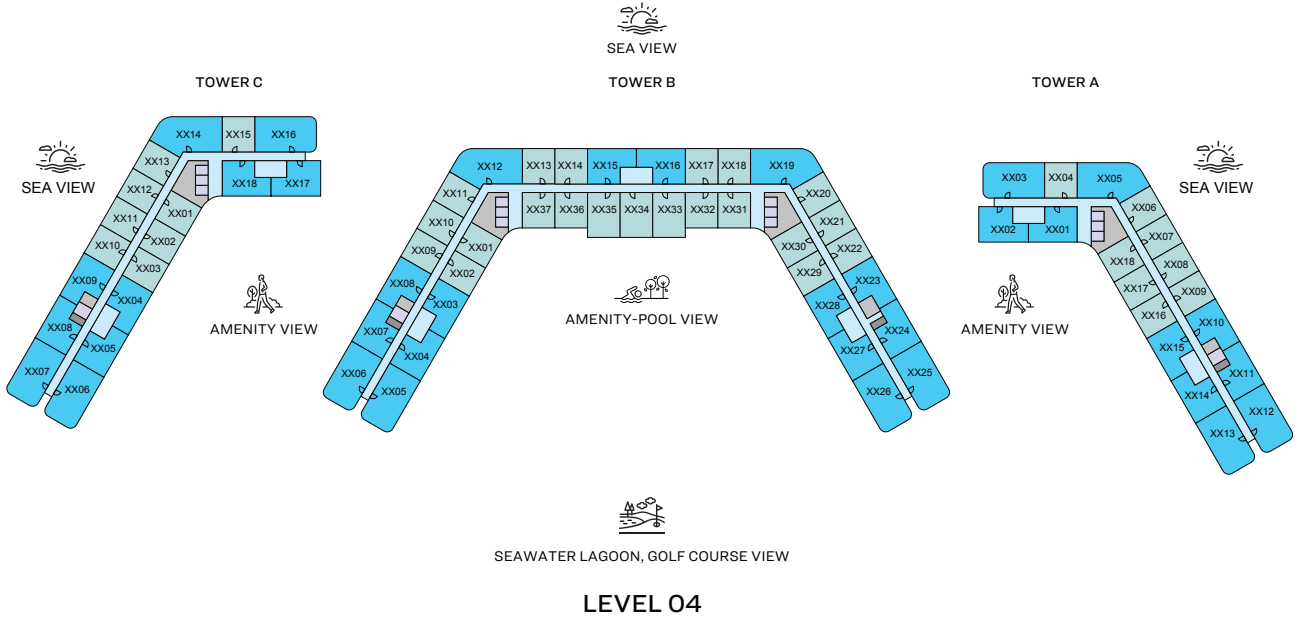 SEA VIEW
TOWER C
TOWER B
TOWER A
SEA VIEW
SEA VIEW
XX14
XX15
XX16
XX13
XX12
XX11
XX10
XX09
XX08
XX07
XX18
XX17
XX01
XX02
XX03
XX04
XX05
XX06
AMENITY VIEW
XX12
XX13
XX14
XX15
XX16
XX17
XX18
XX19
XX11
XX10
XX09
XX08
XX07
XX06
XX37
XX36
XX35
XX34
XX33
XX32
XX31
XX01
XX02
XX03
XX04
XX05
XX20
XX21
XX22
XX23
XX24
XX25
XX30
XX29
XX28
XX27
XX26
AMENITY-POOL VIEW
XX03
XX04
XX05
XX02
XX01
XX06
XX07
XX08
XX09
XX10
XX11
XX12
XX18
XX17
XX16
XX15
XX14
XX13
AMENITY VIEW
SEAWATER LAGOON, GOLF COURSE VIEW
LEVEL 04